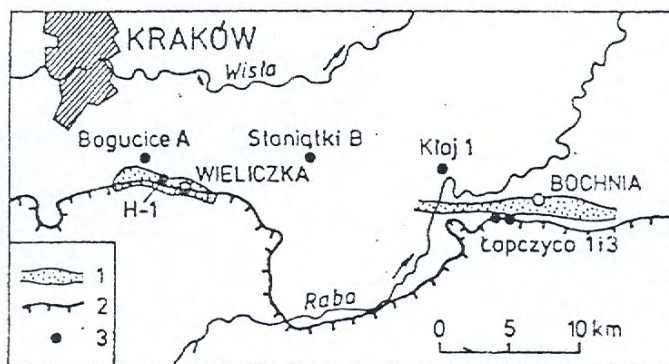 KRAKÓW
Wisła
Bogucice A
Staniątki B
Kłaj 1
WIELICZKA
BOCHNIA
H-1
Łapczyca 1i3
Raba
1
2
3
0 5 10 km